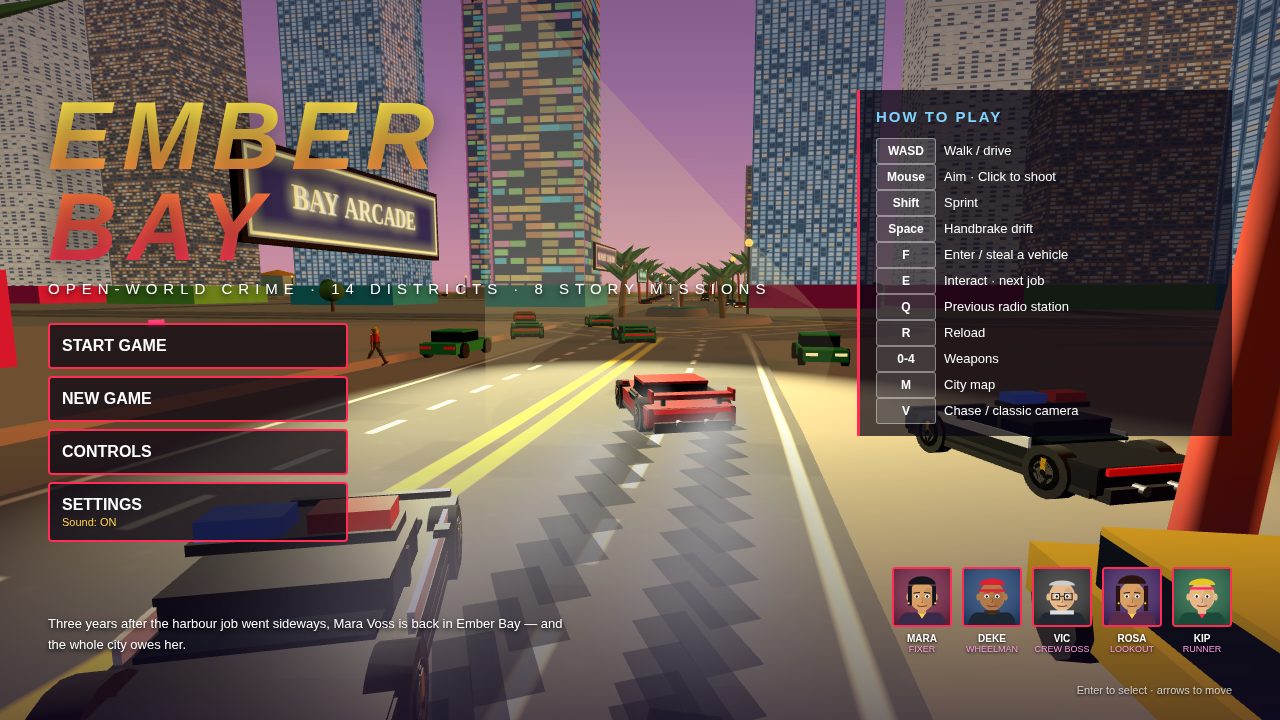 EMBER
BAY
BAY ARCADE
OPEN-WORLD CRIME · 14 DISTRICTS · 8 STORY MISSIONS
START GAME
NEW GAME
CONTROLS
SETTINGS
Sound: ON
Three years after the harbour job went sideways, Mara Voss is back in Ember Bay — and
the whole city owes her.
HOW TO PLAY
WASD Walk / drive
Mouse Aim · Click to shoot
Shift Sprint
Space Handbrake drift
F Enter / steal a vehicle
E Interact · next job
Q Previous radio station
R Reload
0-4 Weapons
M City map
V Chase / classic camera
MARA DEKE VIC ROSA KIP
FIXER WHEELMAN CREW BOSS LOOKOUT RUNNER
Enter to select · arrows to move